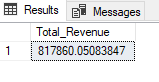 Results Messages
Total_Revenue
1 817860.05083847